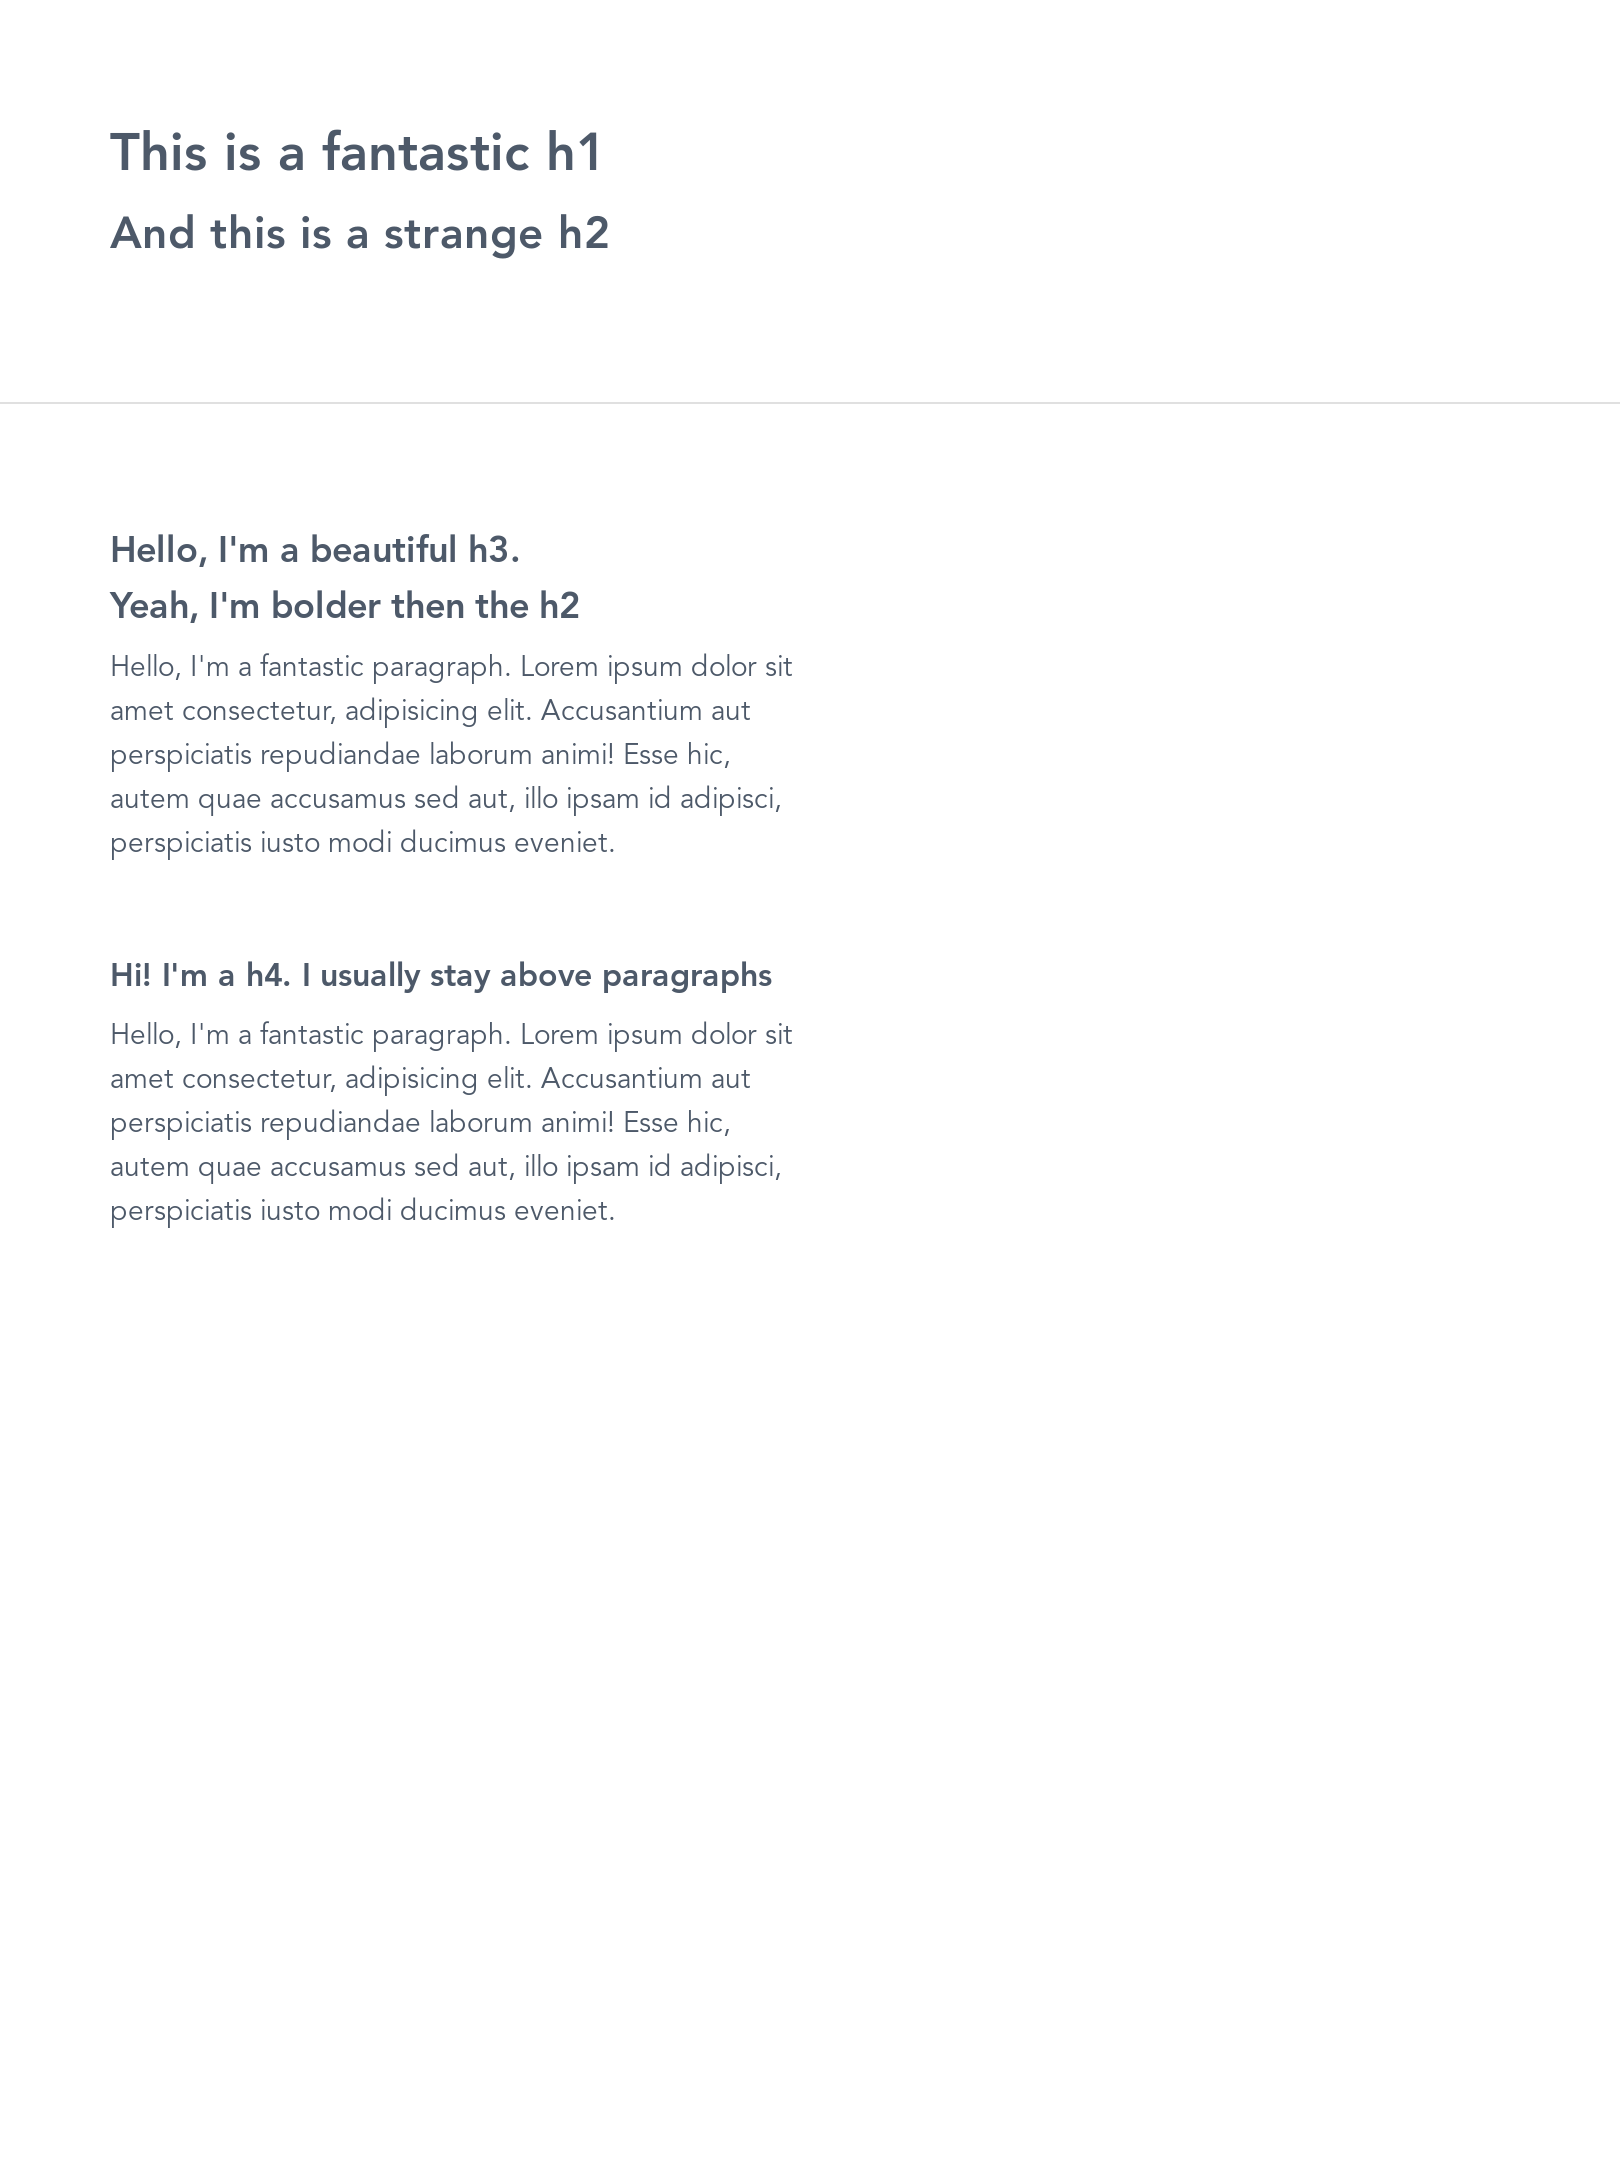 This is a fantastic h1
And this is a strange h2
Hello, I'm a beautiful h3.
Yeah, I'm bolder then the h2
Hello, I'm a fantastic paragraph. Lorem ipsum dolor sit
amet consectetur, adipisicing elit. Accusantium aut
perspiciatis repudiandae laborum animi! Esse hic,
autem quae accusamus sed aut, illo ipsam id adipisci,
perspiciatis iusto modi ducimus eveniet.
Hi! I'm a h4. I usually stay above paragraphs
Hello, I'm a fantastic paragraph. Lorem ipsum dolor sit
amet consectetur, adipisicing elit. Accusantium aut
perspiciatis repudiandae laborum animi! Esse hic,
autem quae accusamus sed aut, illo ipsam id adipisci,
perspiciatis iusto modi ducimus eveniet.